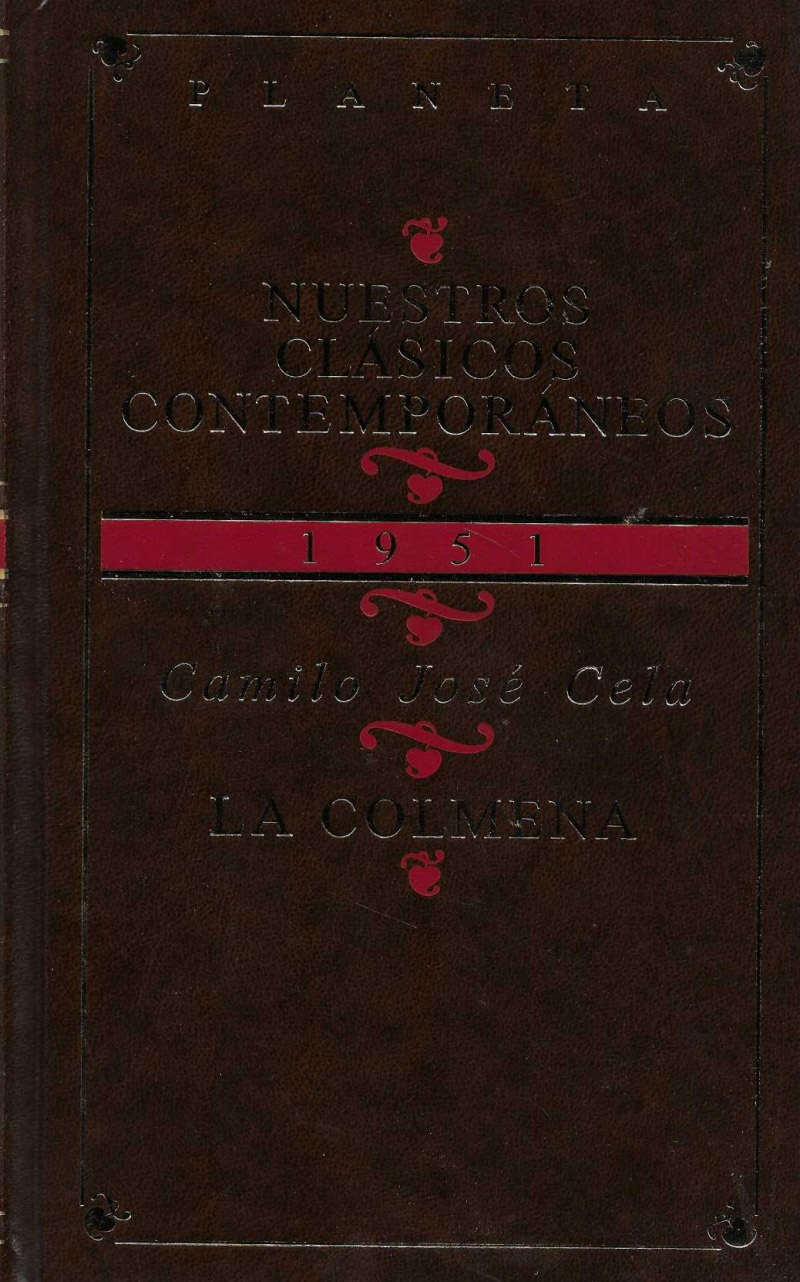 PLANETA
NUESTROS
CLÁSICOS
CONTEMPORÁNEOS
1951
Camilo José Cela
LA COLMENA